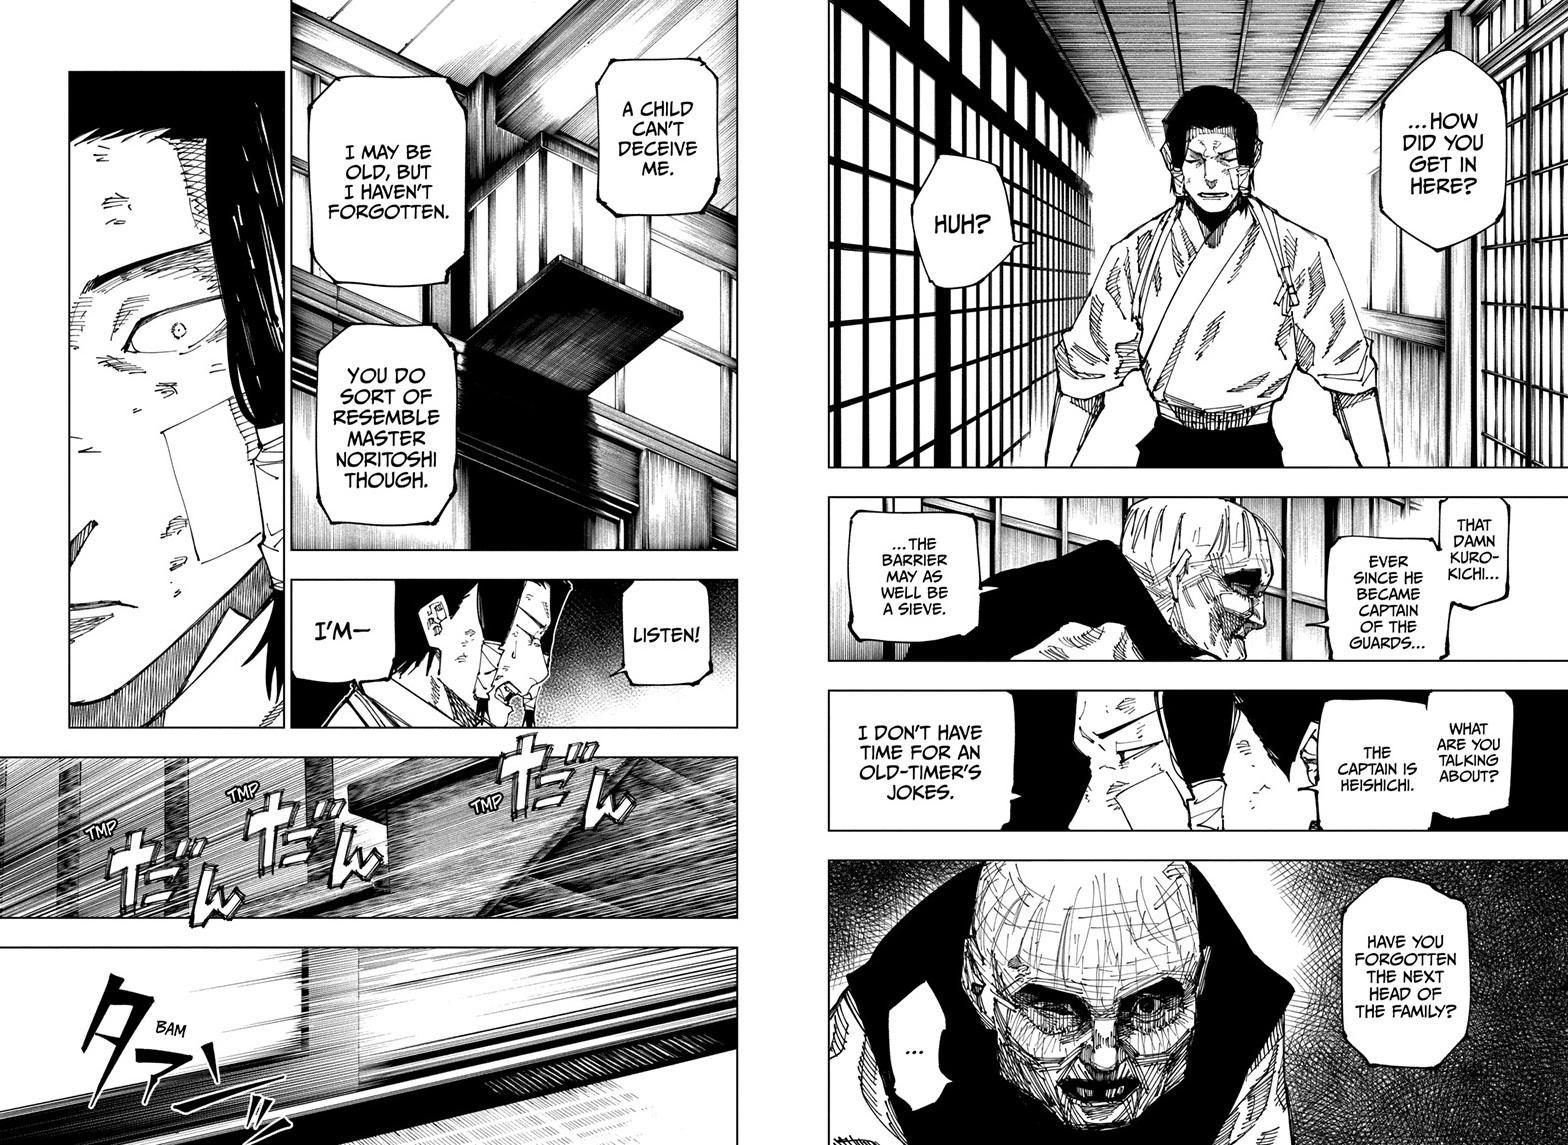 ...HOW
DID YOU
GET IN
HERE?
HUH?
THAT
DAMN
KURO-
KICHI...
EVER
SINCE HE
BECAME
CAPTAIN
OF THE
GUARDS...
...THE
BARRIER
MAY AS
WELL BE
A SIEVE.
WHAT
ARE YOU
TALKING
ABOUT?
THE
CAPTAIN IS
HEISHICHI.
I DON'T HAVE
TIME FOR AN
OLD-TIMER'S
JOKES.
HAVE YOU
FORGOTTEN
THE NEXT
HEAD OF
THE FAMILY?
...
A CHILD
CAN'T
DECEIVE
ME.
I MAY BE
OLD, BUT
I HAVEN'T
FORGOTTEN.
YOU DO
SORT OF
RESEMBLE
MASTER
NORITOSHI
THOUGH.
LISTEN!
I'M—
だん
TMP
だん
TMP
だん
TMP
タァンッ
BAM